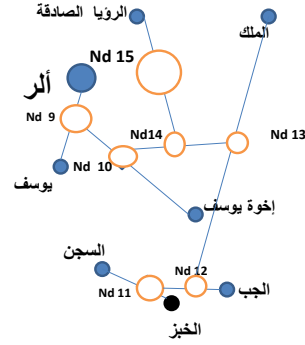 الرؤيا الصادقة
الملك
Nd 15
ألر
Nd 9
Nd14
Nd 13
Nd 10
يوسف
إخوة يوسف
السجن
Nd 12
Nd 11
الجب
الخبز